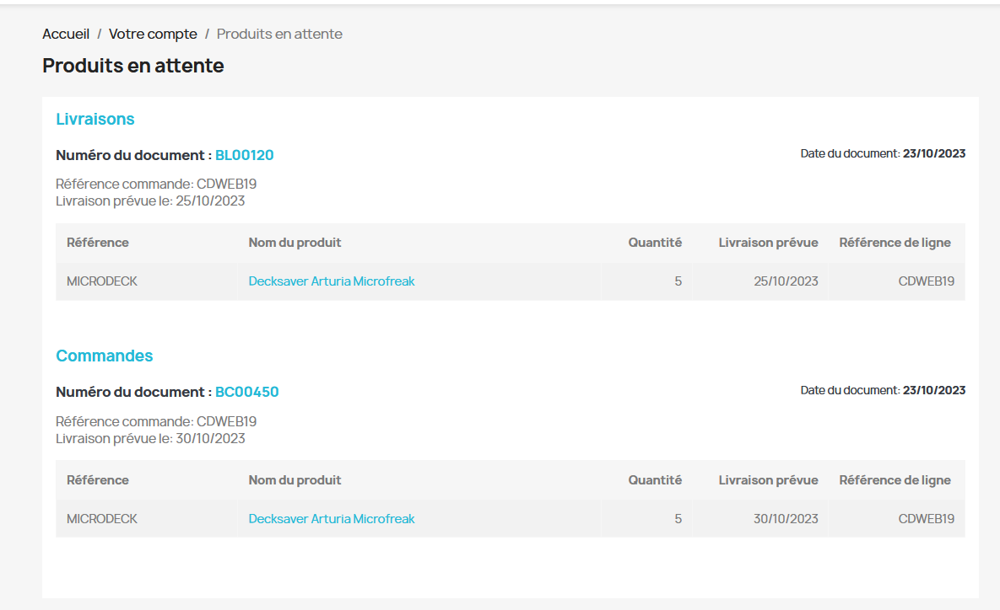 Accueil / Votre compte / Produits en attente
Produits en attente
Livraisons
Numéro du document : BL00120 Date du document: 23/10/2023
Référence commande: CDWEB19
Livraison prévue le: 25/10/2023
Référence Nom du produit Quantité Livraison prévue Référence de ligne
MICRODECK Decksaver Arturia Microfreak 5 25/10/2023 CDWEB19
Commandes
Numéro du document : BC00450 Date du document: 23/10/2023
Référence commande: CDWEB19
Livraison prévue le: 30/10/2023
Référence Nom du produit Quantité Livraison prévue Référence de ligne
MICRODECK Decksaver Arturia Microfreak 5 30/10/2023 CDWEB19